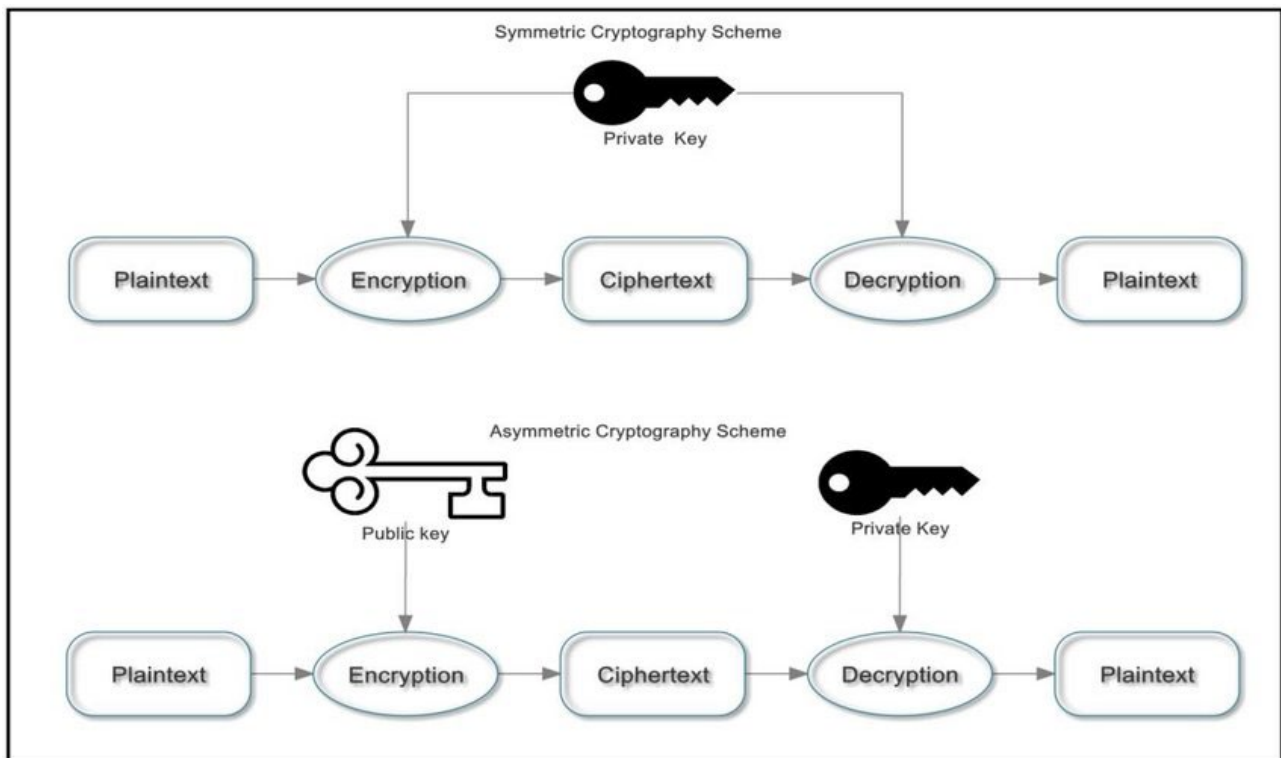 Symmetric Cryptography Scheme
Private Key
Plaintext Encryption Ciphertext Decryption Plaintext
Asymmetric Cryptography Scheme
Public key Private Key
Plaintext Encryption Ciphertext Decryption Plaintext